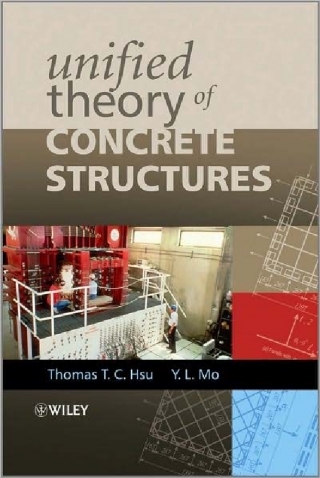 unified
theory of
CONCRETE
STRUCTURES
Thomas T. C. Hsu Y. L. Mo
WILEY